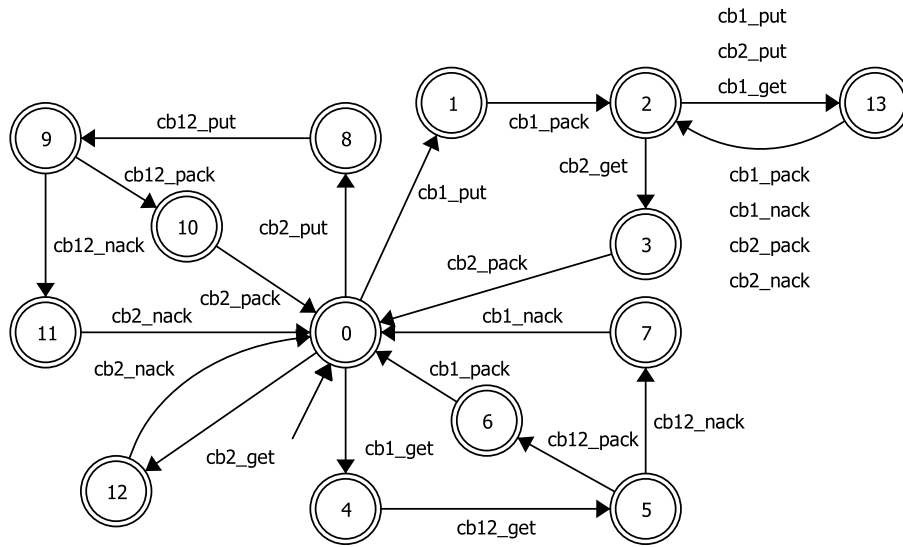 cb1_put
cb2_put
cb1_get
1
2
13
cb1_pack
9
cb12_put
8
cb2_get
cb12_pack
cb1_put
cb1_pack
cb1_nack
cb2_pack
cb2_nack
10
cb2_put
cb12_nack
3
cb2_pack
cb2_pack
11
cb2_nack
0
cb1_nack
7
cb2_nack
cb1_pack
6
cb12_pack
cb12_nack
cb2_get
cb1_get
12
4
cb12_get
5